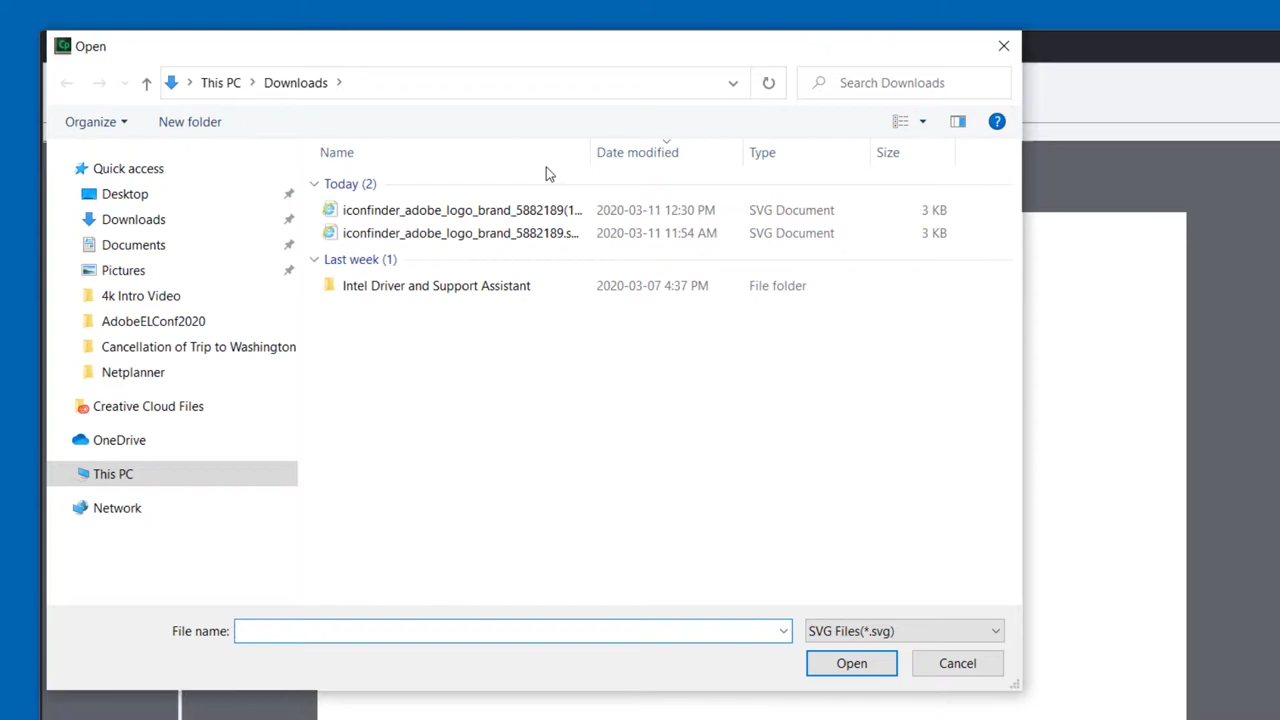 Cp Open
This PC Downloads Search Downloads
Organize New folder ?
Name Date modified Type Size
Quick access
Desktop
Downloads
Documents
Pictures
4k Intro Video
AdobeELConf2020
Cancellation of Trip to Washington
Netplanner
Creative Cloud Files
OneDrive
This PC
Network
Today (2)
iconfinder_adobe_logo_brand_5882189(1... 2020-03-11 12:30 PM SVG Document 3 KB
iconfinder_adobe_logo_brand_5882189.s... 2020-03-11 11:54 AM SVG Document 3 KB
Last week (1)
Intel Driver and Support Assistant 2020-03-07 4:37 PM File folder
File name: SVG Files(*.svg)
Open Cancel